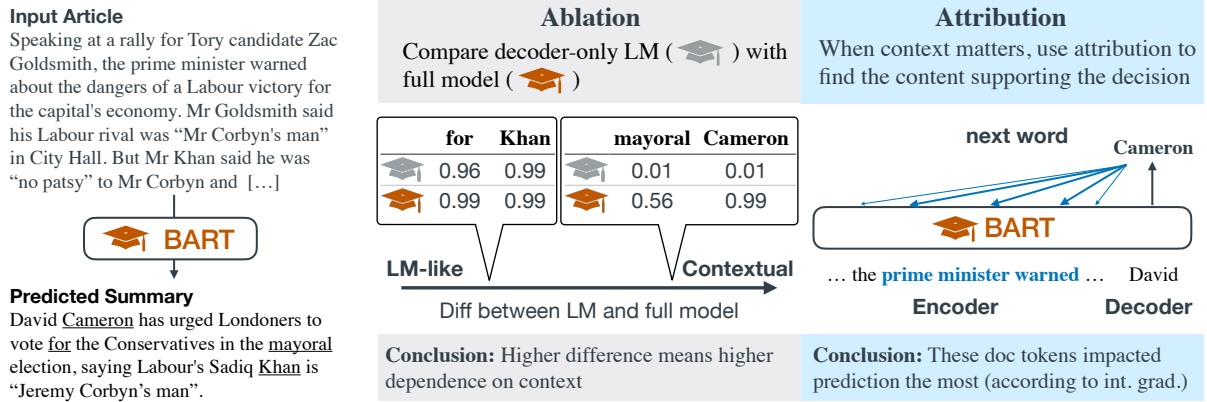 Input Article
Speaking at a rally for Tory candidate Zac
Goldsmith, the prime minister warned
about the dangers of a Labour victory for
the capital's economy. Mr Goldsmith said
his Labour rival was “Mr Corbyn's man”
in City Hall. But Mr Khan said he was
“no patsy” to Mr Corbyn and […]
BART
Predicted Summary
David Cameron has urged Londoners to
vote for the Conservatives in the mayoral
election, saying Labour's Sadiq Khan is
“Jeremy Corbyn’s man”.
Ablation
Compare decoder-only LM ( ) with
full model ( )
for Khan
0.96 0.99
0.99 0.99
mayoral Cameron
0.01 0.01
0.56 0.99
LM-like Contextual
Diff between LM and full model
Conclusion: Higher difference means higher
dependence on context
Attribution
When context matters, use attribution to
find the content supporting the decision
next word
Cameron
BART
… the prime minister warned … David
Encoder Decoder
Conclusion: These doc tokens impacted
prediction the most (according to int. grad.)